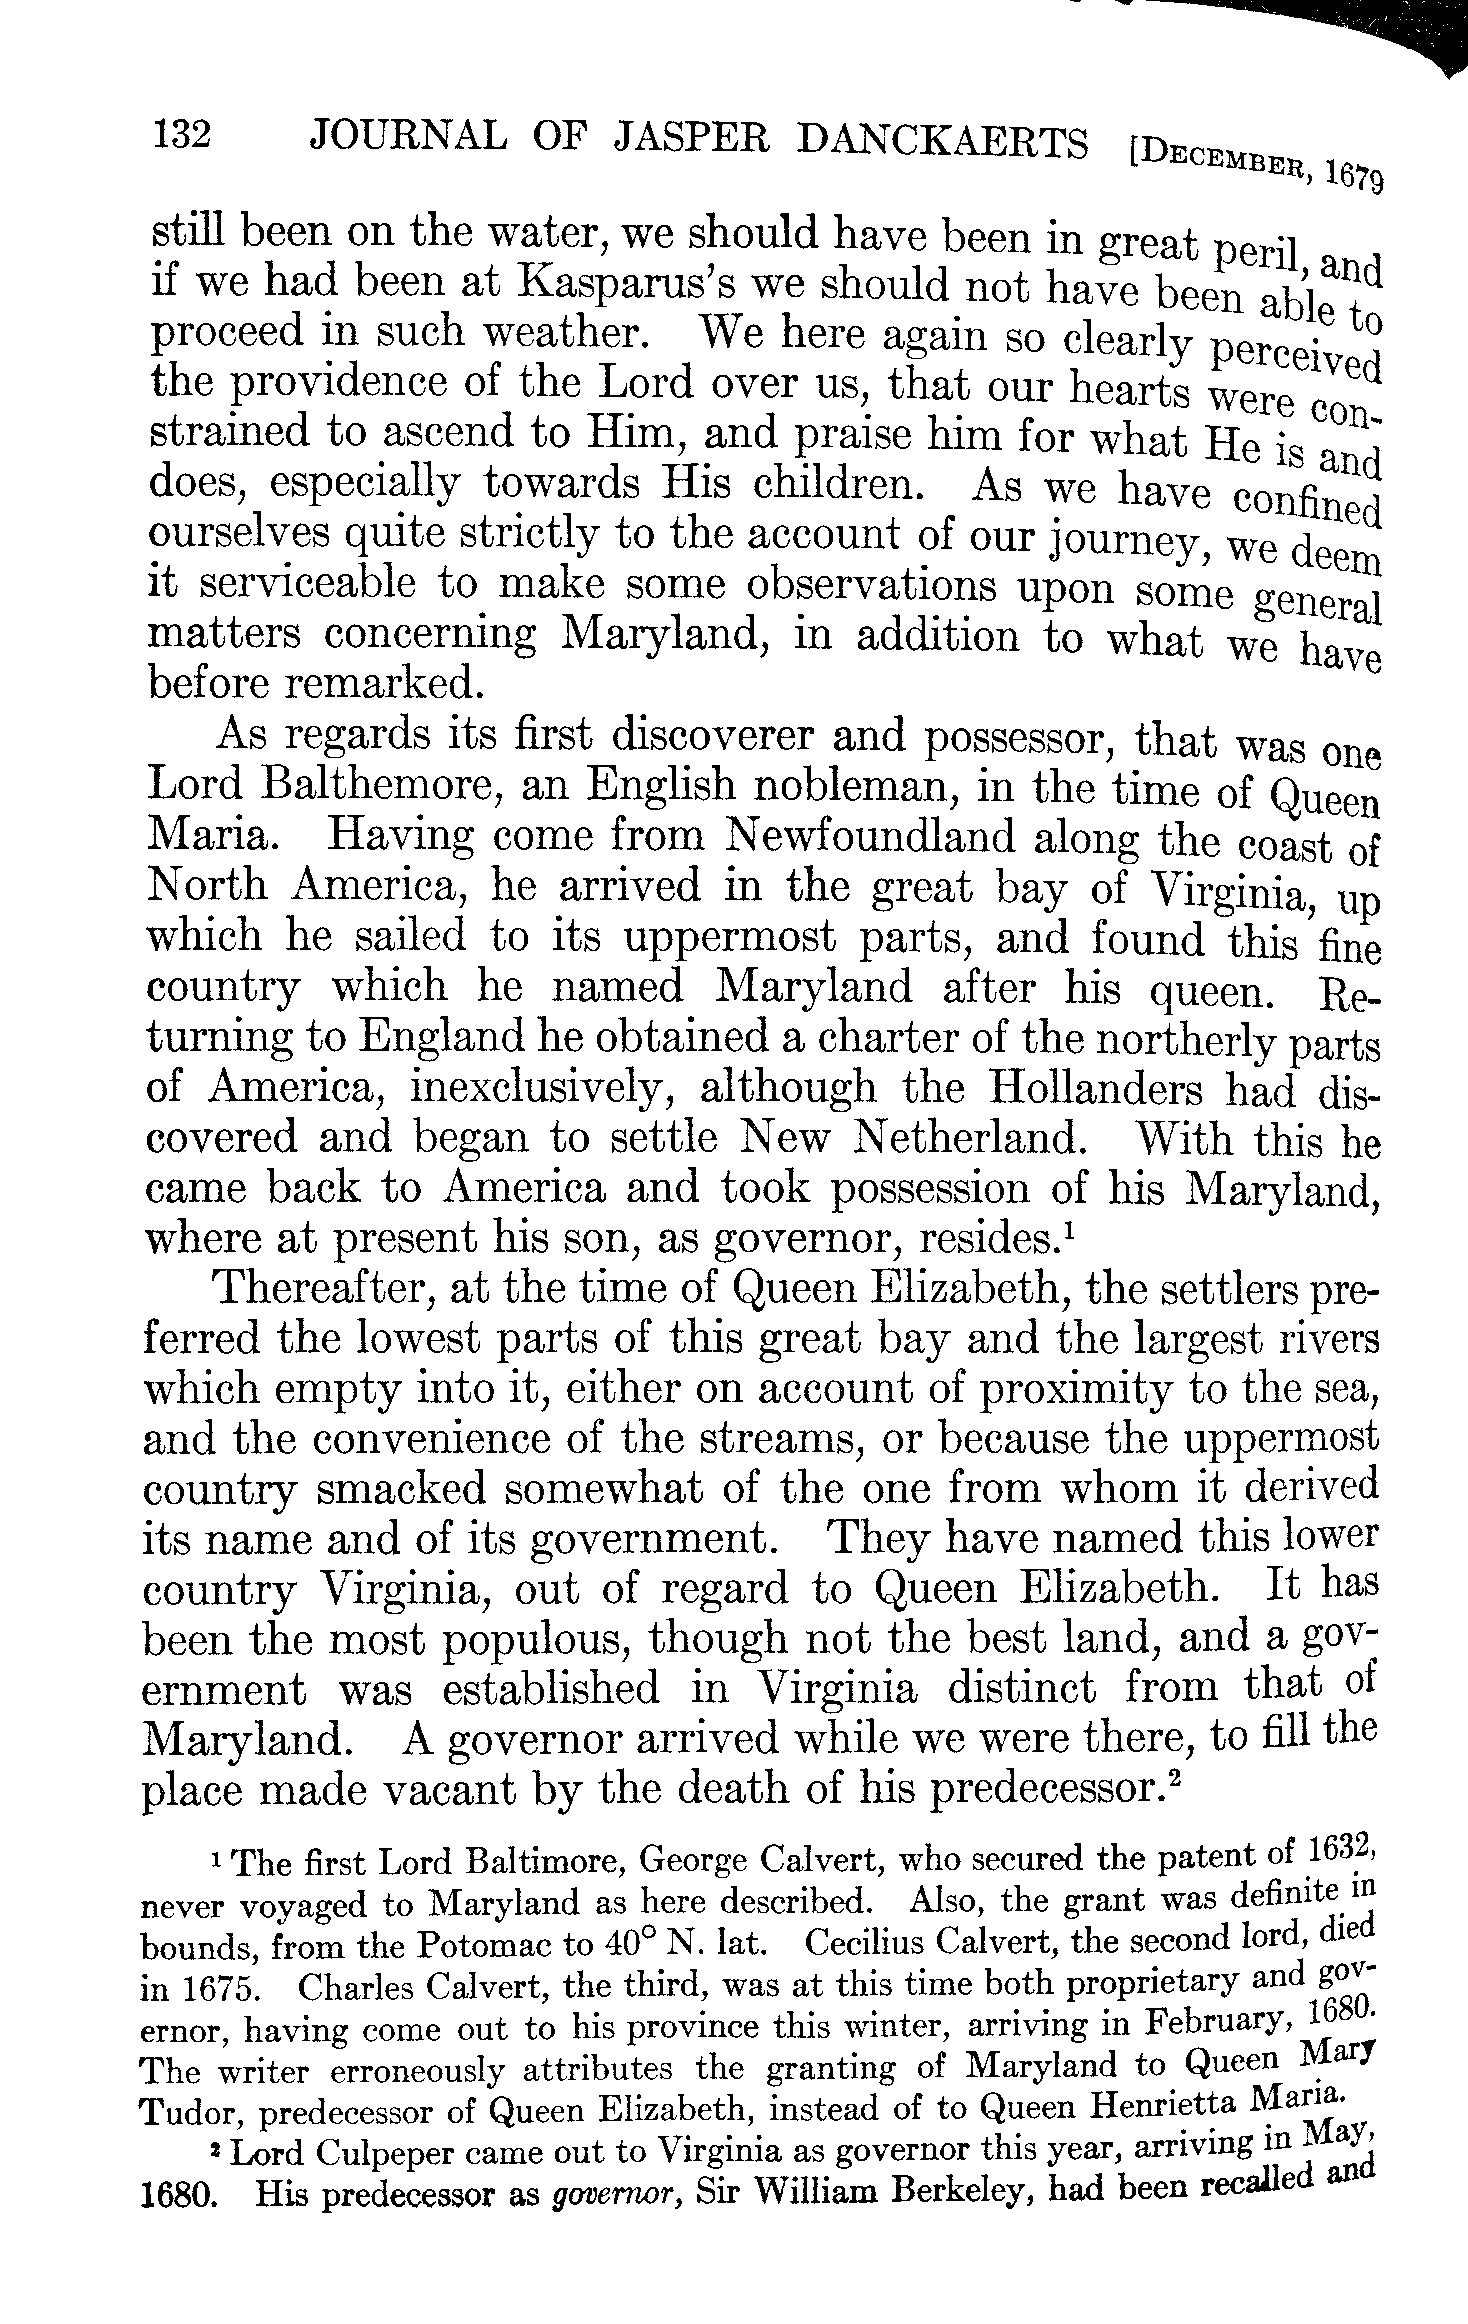 132 JOURNAL OF JASPER DANCKAERTS [DECEMBER, 1679
still been on the water, we should have been in great peril, and
if we had been at Kasparus's we should not have been able to
proceed in such weather. We here again so clearly perceived
the providence of the Lord over us, that our hearts were con-
strained to ascend to Him, and praise him for what He is and
does, especially towards His children. As we have confined
ourselves quite strictly to the account of our journey, we deem
it serviceable to make some observations upon some general
matters concerning Maryland, in addition to what we have
before remarked.
As regards its first discoverer and possessor, that was one
Lord Balthemore, an English nobleman, in the time of Queen
Maria. Having come from Newfoundland along the coast of
North America, he arrived in the great bay of Virginia, up
which he sailed to its uppermost parts, and found this fine
country which he named Maryland after his queen. Re-
turning to England he obtained a charter of the northerly parts
of America, inexclusively, although the Hollanders had dis-
covered and began to settle New Netherland. With this he
came back to America and took possession of his Maryland,
where at present his son, as governor, resides.¹
Thereafter, at the time of Queen Elizabeth, the settlers pre-
ferred the lowest parts of this great bay and the largest rivers
which empty into it, either on account of proximity to the sea,
and the convenience of the streams, or because the uppermost
country smacked somewhat of the one from whom it derived
its name and of its government. They have named this lower
country Virginia, out of regard to Queen Elizabeth. It has
been the most populous, though not the best land, and a gov-
ernment was established in Virginia distinct from that of
Maryland. A governor arrived while we were there, to fill the
place made vacant by the death of his predecessor.²
¹ The first Lord Baltimore, George Calvert, who secured the patent of 1632,
never voyaged to Maryland as here described. Also, the grant was definite in
bounds, from the Potomac to 40° N. lat. Cecilius Calvert, the second lord, died
in 1675. Charles Calvert, the third, was at this time both proprietary and gov-
ernor, having come out to his province this winter, arriving in February, 1680.
The writer erroneously attributes the granting of Maryland to Queen Mary
Tudor, predecessor of Queen Elizabeth, instead of to Queen Henrietta Maria.
² Lord Culpeper came out to Virginia as governor this year, arriving in May,
1680. His predecessor as governor, Sir William Berkeley, had been recalled and